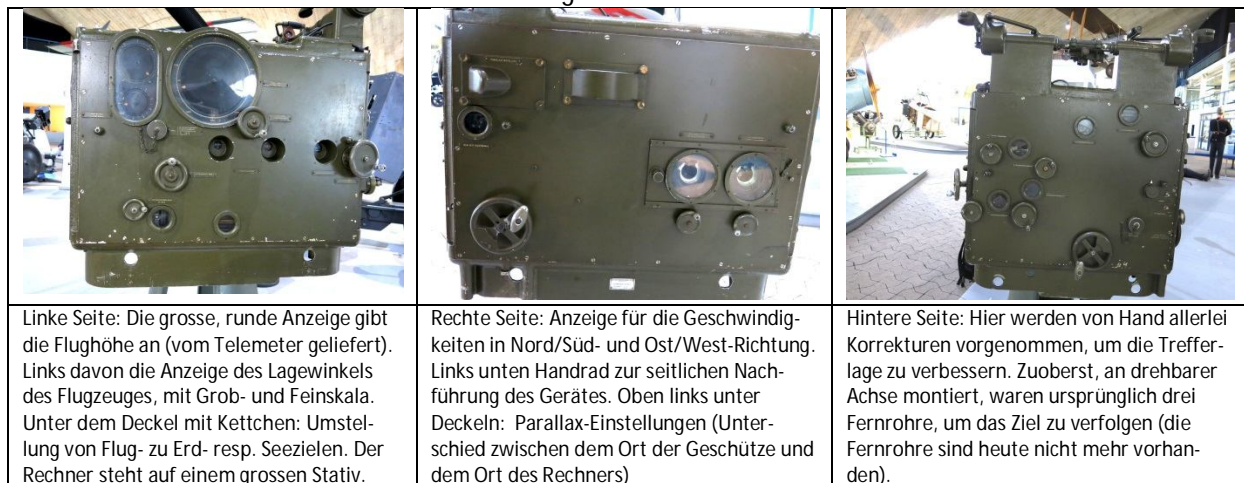 Linke Seite: Die grosse, runde Anzeige gibt
die Flughöhe an (vom Telemeter geliefert).
Links davon die Anzeige des Lagewinkels
des Flugzeuges, mit Grob- und Feinskala.
Unter dem Deckel mit Kettchen: Umstel-
lung von Flug- zu Erd- resp. Seezielen. Der
Rechner steht auf einem grossen Stativ.
Rechte Seite: Anzeige für die Geschwindig-
keiten in Nord/Süd- und Ost/West-Richtung.
Links unten Handrad zur seitlichen Nach-
führung des Gerätes. Oben links unter
Deckeln: Parallax-Einstellungen (Unter-
schied zwischen dem Ort der Geschütze und
dem Ort des Rechners)
Hintere Seite: Hier werden von Hand allerlei
Korrekturen vorgenommen, um die Treffer-
lage zu verbessern. Zuoberst, an drehbarer
Achse montiert, waren ursprünglich drei
Fernrohre, um das Ziel zu verfolgen (die
Fernrohre sind heute nicht mehr vorhan-
den).